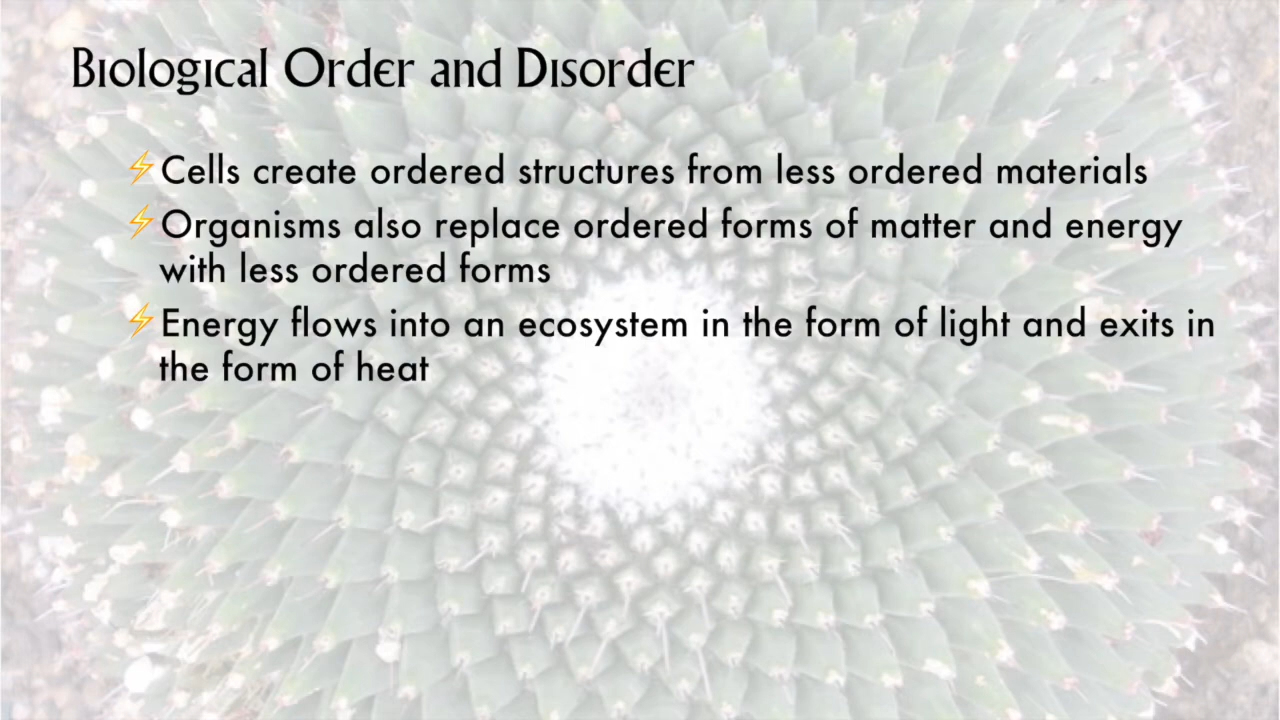 Biological Order and Disorder
⚡Cells create ordered structures from less ordered materials
⚡Organisms also replace ordered forms of matter and energy
with less ordered forms
⚡Energy flows into an ecosystem in the form of light and exits in
the form of heat